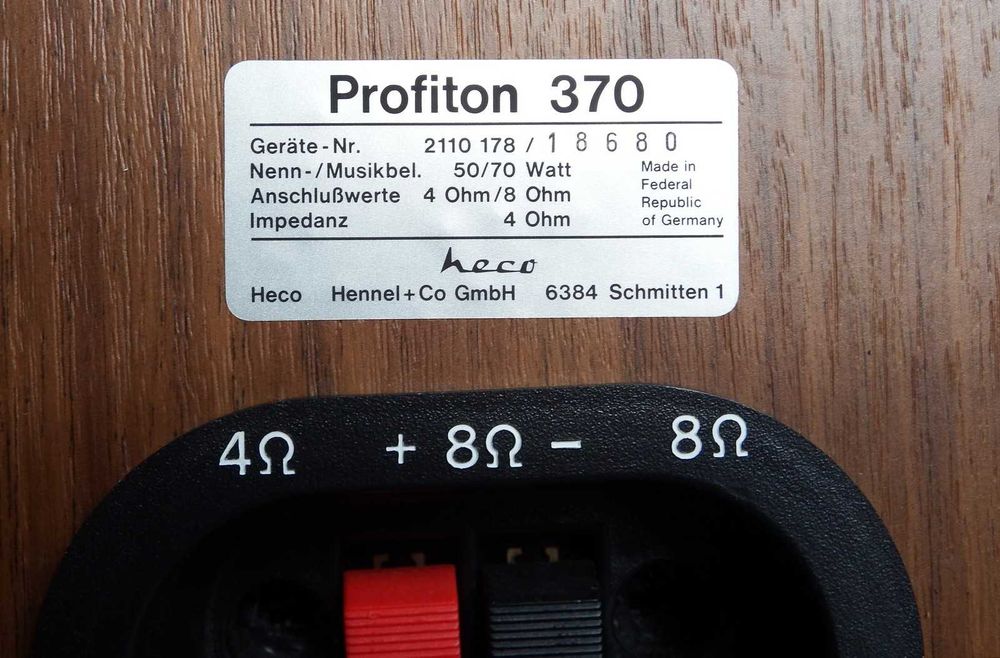 Profiton 370
Geräte-Nr. 2110 178 / 18680
Nenn-/Musikbel. 50/70 Watt
Anschlußwerte 4 Ohm/8 Ohm
Impedanz 4 Ohm
Made in
Federal
Republic
of Germany
heco
Heco Hennel+Co GmbH 6384 Schmitten 1
4Ω + 8Ω − 8Ω